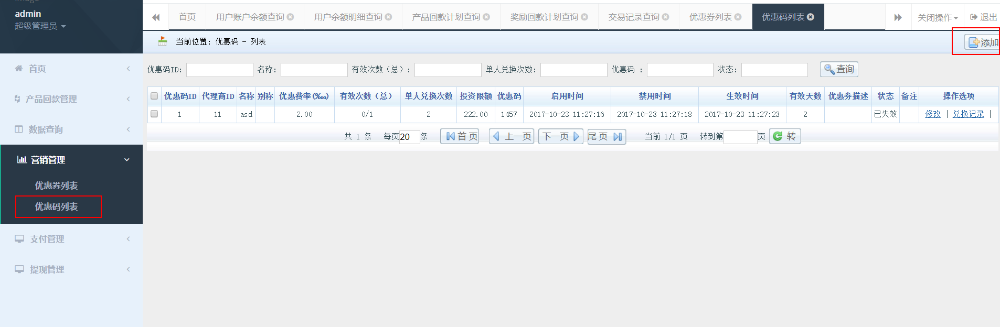 image
admin
超级管理员
首页 用户账户余额查询 用户余额明细查询 产品回款计划查询 奖励回款计划查询 交易记录查询 优惠券列表 优惠码列表 关闭操作 退出
当前位置: 优惠码 - 列表
添加
首页
产品回款管理
数据查询
营销管理
优惠券列表
优惠码列表
支付管理
提现管理
优惠码ID: 名称: 有效次数（总）: 单人兑换次数: 优惠码 : 状态: 查询
优惠码ID 代理商ID 名称 别称 优惠费率(‰) 有效次数（总） 单人兑换次数 投资限额 优惠码 启用时间 禁用时间 生效时间 有效天数 优惠券描述 状态 备注 操作选项
1 11 asd 2.00 0/1 2 222.00 1457 2017-10-23 11:27:16 2017-10-23 11:27:18 2017-10-23 11:27:23 2 已失效 修改 | 兑换记录 |
共 1 条 每页20 条 首页 上一页 下一页 尾页 当前 1/1 页 转到第 页 转